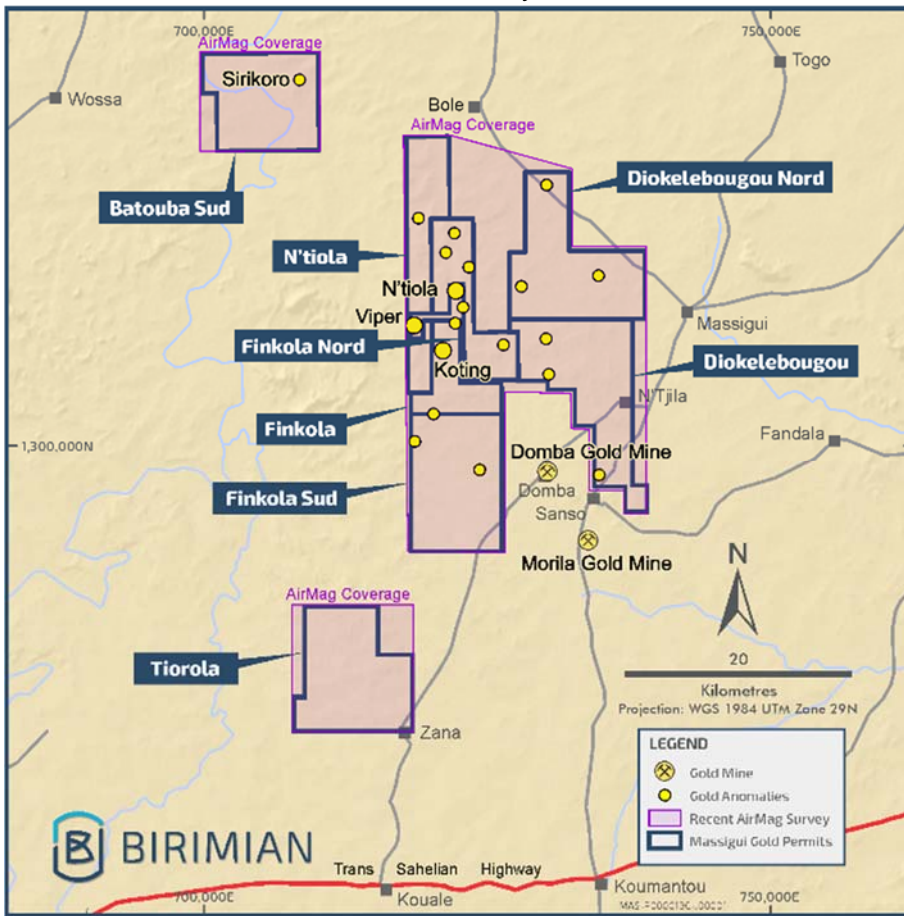 700,000E
750,000E
AirMag Coverage
Togo
Sirikoro
Wossa
Bole
AirMag Coverage
Diokelebougou Nord
Batouba Sud
N'tiola
N'tiola
Viper
Massigui
Finkola Nord
Koting
Diokelebougou
N'Tjila
Finkola
Fandala
1,300,000N
Domba Gold Mine
Finkola Sud
Domba
Sanso
Morila Gold Mine
N
AirMag Coverage
Tiorola
20
Kilometres
Projection: WGS 1984 UTM Zone 29N
Zana
LEGEND
Gold Mine
Gold Anomalies
Recent AirMag Survey
Massigui Gold Permits
BIRIMIAN
Trans Sahelian Highway
700,000E
Kouale
Koumantou
750,000E